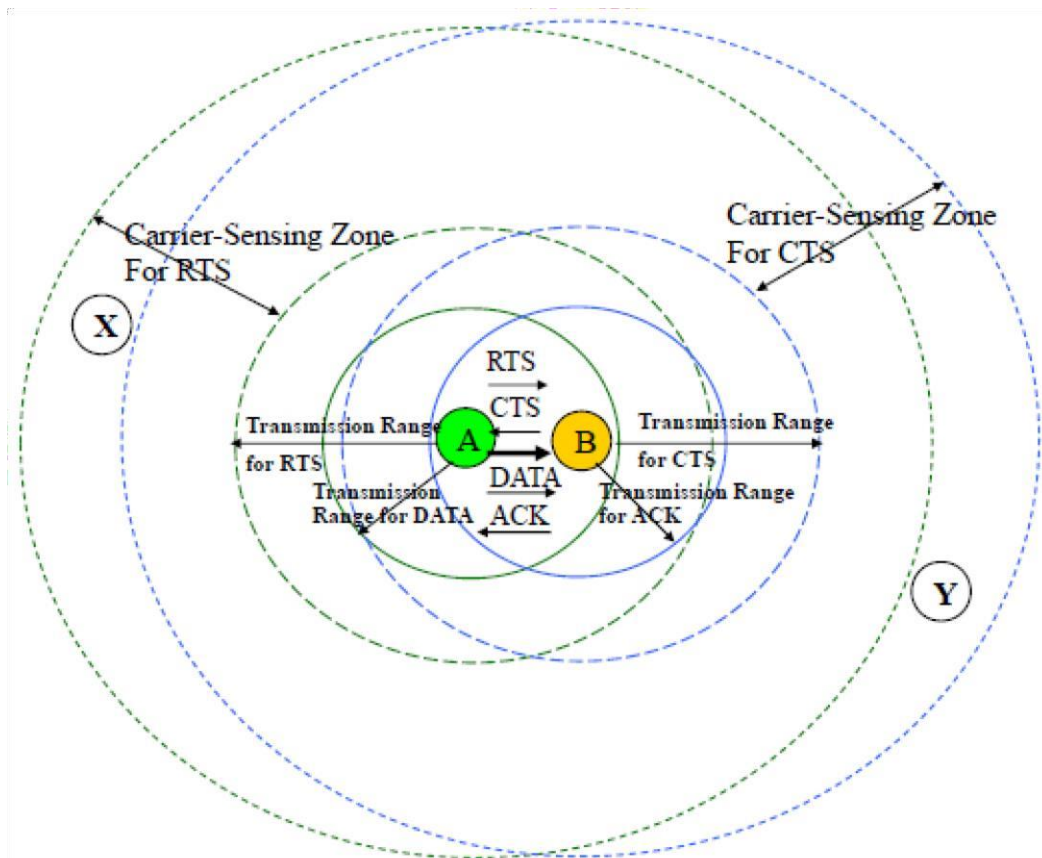 Carrier-Sensing Zone
For RTS
Carrier-Sensing Zone
For CTS
X
RTS
CTS
A
B
DATA
ACK
Transmission Range
for RTS
Transmission Range
for CTS
Transmission
Range for DATA
Transmission Range
for ACK
Y